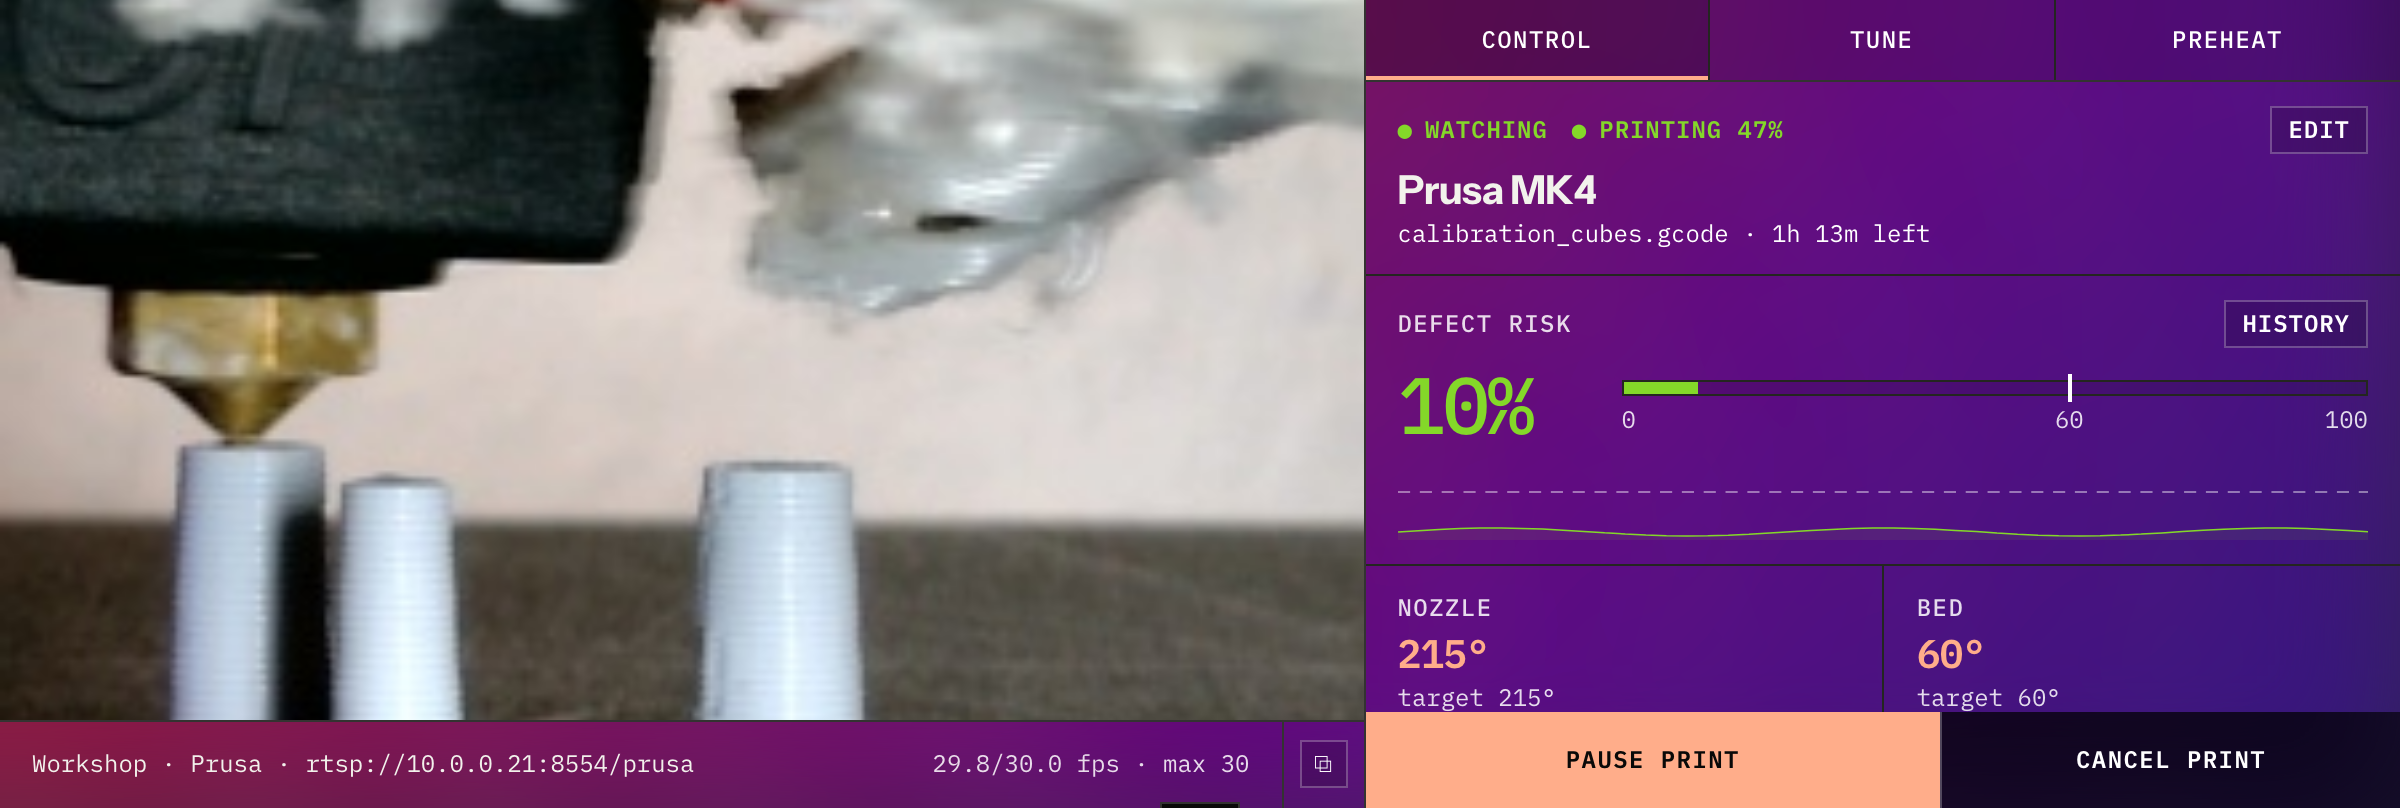 CONTROL
TUNE
PREHEAT
WATCHING
PRINTING 47%
EDIT
Prusa MK4
calibration_cubes.gcode · 1h 13m left
DEFECT RISK
HISTORY
10%
0
60
100
NOZZLE
215°
target 215°
BED
60°
target 60°
Workshop · Prusa · rtsp://10.0.0.21:8554/prusa
29.8/30.0 fps · max 30
PAUSE PRINT
CANCEL PRINT